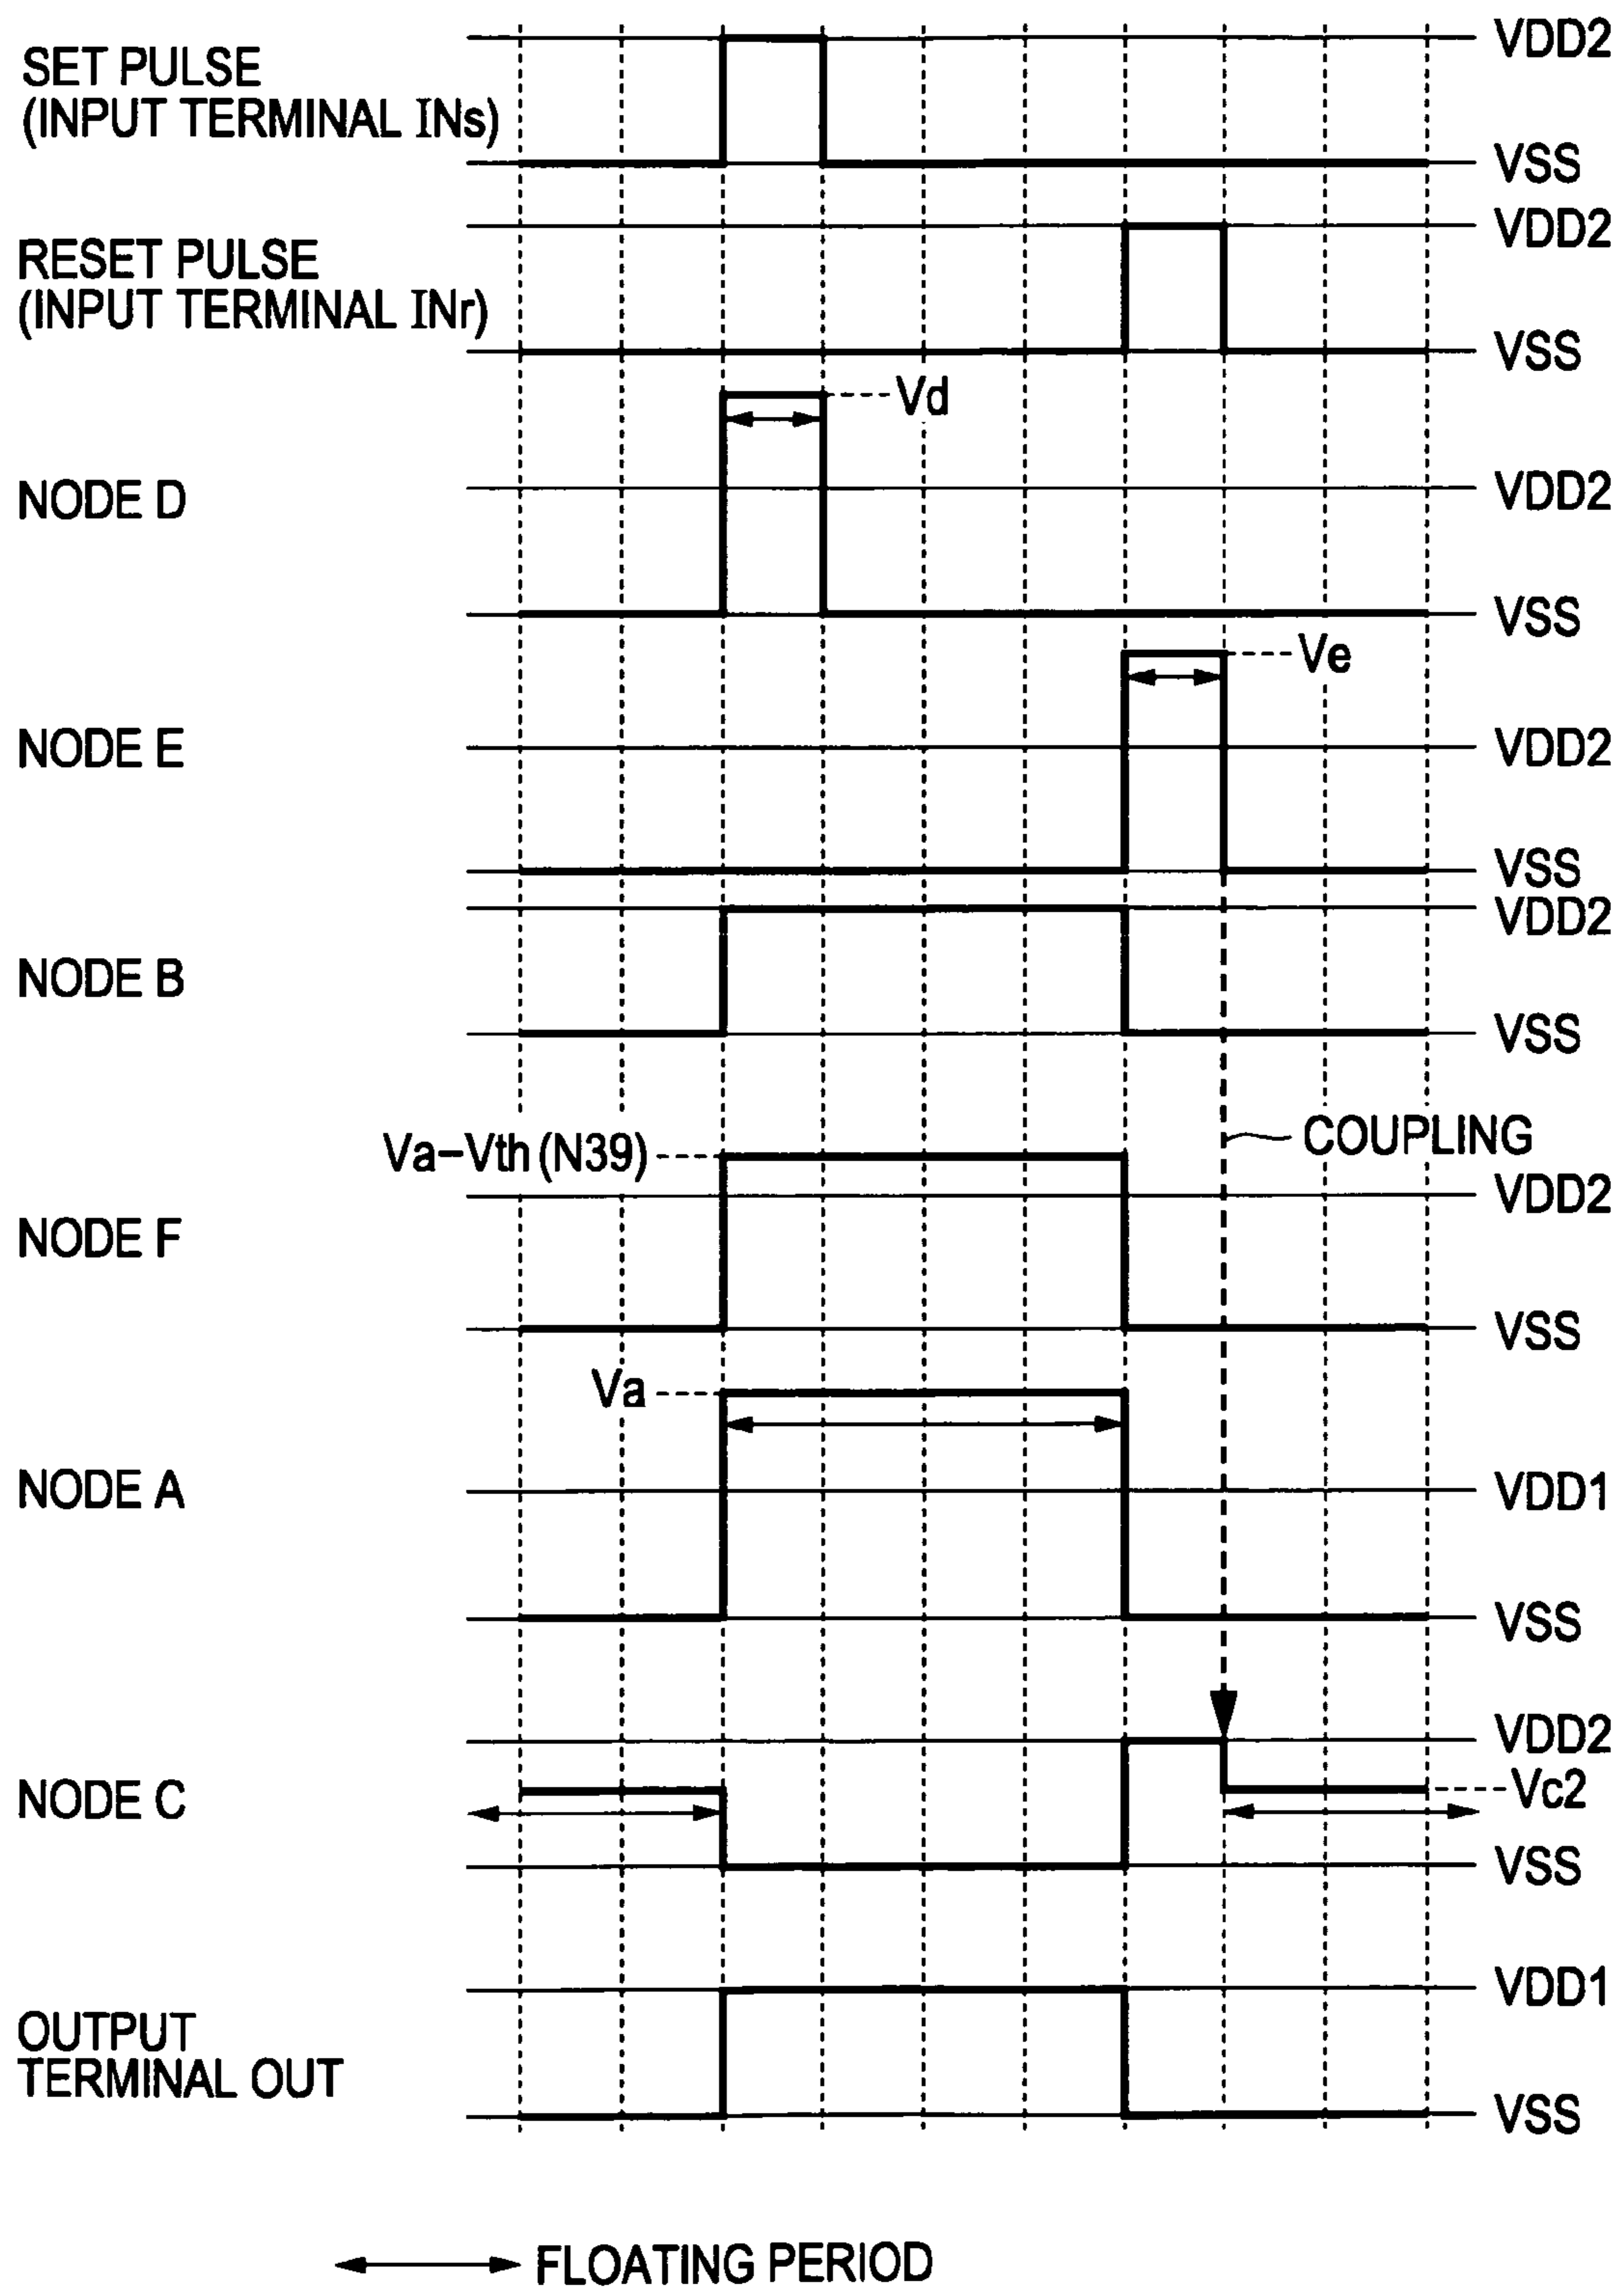 VDD2
SET PULSE
(INPUT TERMINAL INs)
VSS
VDD2
RESET PULSE
(INPUT TERMINAL INr)
VSS
Vd
NODE D
VDD2
VSS
Ve
NODE E
VDD2
VSS
VDD2
NODE B
VSS
COUPLING
Va-Vth (N39)
VDD2
NODE F
VSS
Va
NODE A
VDD1
VSS
VDD2
NODE C
Vc2
VSS
VDD1
OUTPUT
TERMINAL OUT
VSS
FLOATING PERIOD